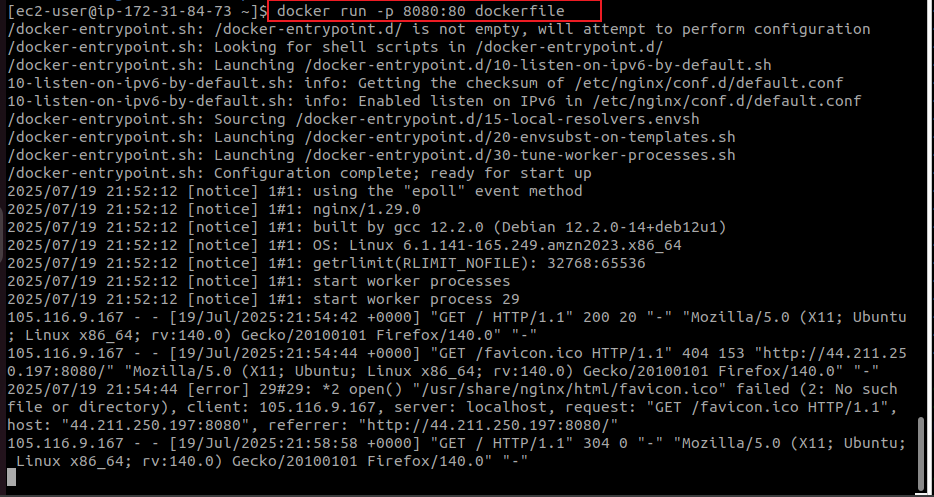 [ec2-user@ip-172-31-84-73 ~]$ docker run -p 8080:80 dockerfile
/docker-entrypoint.sh: /docker-entrypoint.d/ is not empty, will attempt to perform configuration
/docker-entrypoint.sh: Looking for shell scripts in /docker-entrypoint.d/
/docker-entrypoint.sh: Launching /docker-entrypoint.d/10-listen-on-ipv6-by-default.sh
10-listen-on-ipv6-by-default.sh: info: Getting the checksum of /etc/nginx/conf.d/default.conf
10-listen-on-ipv6-by-default.sh: info: Enabled listen on IPv6 in /etc/nginx/conf.d/default.conf
/docker-entrypoint.sh: Sourcing /docker-entrypoint.d/15-local-resolvers.envsh
/docker-entrypoint.sh: Launching /docker-entrypoint.d/20-envsubst-on-templates.sh
/docker-entrypoint.sh: Launching /docker-entrypoint.d/30-tune-worker-processes.sh
/docker-entrypoint.sh: Configuration complete; ready for start up
2025/07/19 21:52:12 [notice] 1#1: using the "epoll" event method
2025/07/19 21:52:12 [notice] 1#1: nginx/1.29.0
2025/07/19 21:52:12 [notice] 1#1: built by gcc 12.2.0 (Debian 12.2.0-14+deb12u1)
2025/07/19 21:52:12 [notice] 1#1: OS: Linux 6.1.141-165.249.amzn2023.x86_64
2025/07/19 21:52:12 [notice] 1#1: getrlimit(RLIMIT_NOFILE): 32768:65536
2025/07/19 21:52:12 [notice] 1#1: start worker processes
2025/07/19 21:52:12 [notice] 1#1: start worker process 29
105.116.9.167 - - [19/Jul/2025:21:54:42 +0000] "GET / HTTP/1.1" 200 20 "-" "Mozilla/5.0 (X11; Ubuntu
; Linux x86_64; rv:140.0) Gecko/20100101 Firefox/140.0" "-"
105.116.9.167 - - [19/Jul/2025:21:54:44 +0000] "GET /favicon.ico HTTP/1.1" 404 153 "http://44.211.25
0.197:8080/" "Mozilla/5.0 (X11; Ubuntu; Linux x86_64; rv:140.0) Gecko/20100101 Firefox/140.0" "-"
2025/07/19 21:54:44 [error] 29#29: *2 open() "/usr/share/nginx/html/favicon.ico" failed (2: No such
file or directory), client: 105.116.9.167, server: localhost, request: "GET /favicon.ico HTTP/1.1",
host: "44.211.250.197:8080", referrer: "http://44.211.250.197:8080/"
105.116.9.167 - - [19/Jul/2025:21:58:58 +0000] "GET / HTTP/1.1" 304 0 "-" "Mozilla/5.0 (X11; Ubuntu;
 Linux x86_64; rv:140.0) Gecko/20100101 Firefox/140.0" "-"